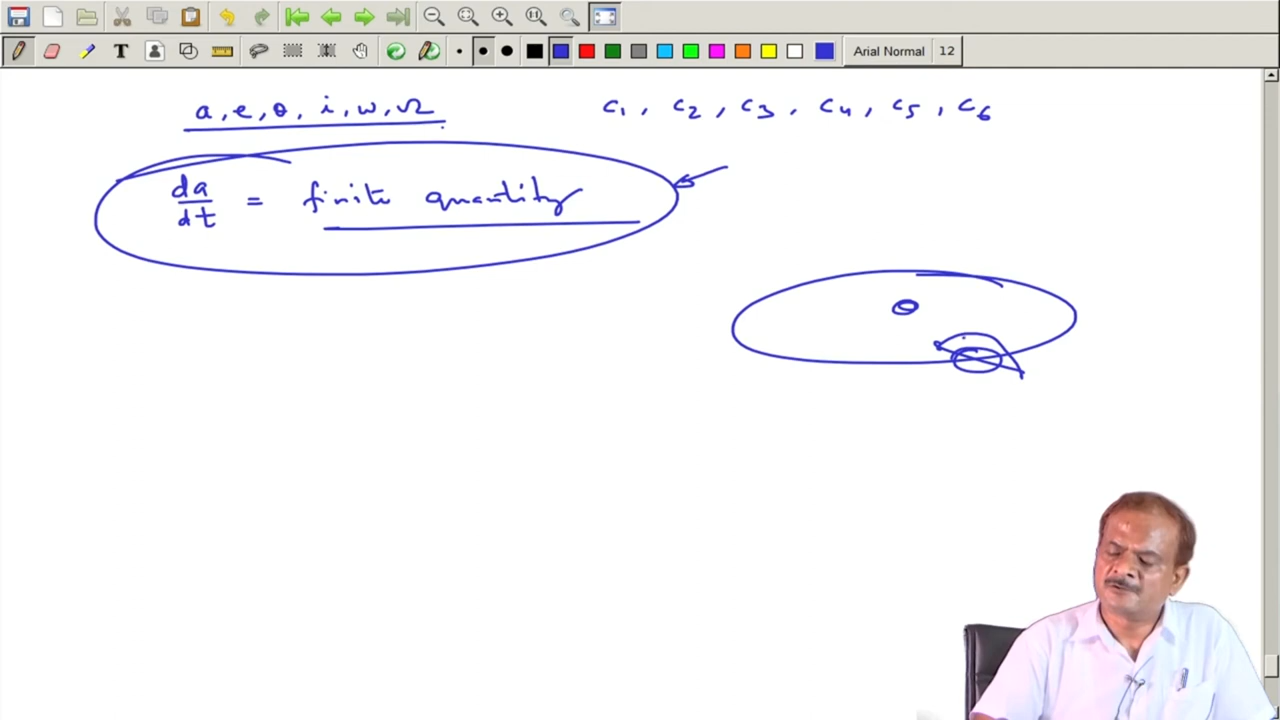 Arial Normal 12
a, e, θ, i, ω, Ω
c₁, c₂, c₃, c₄, c₅, c₆
da/dt = finite quantity